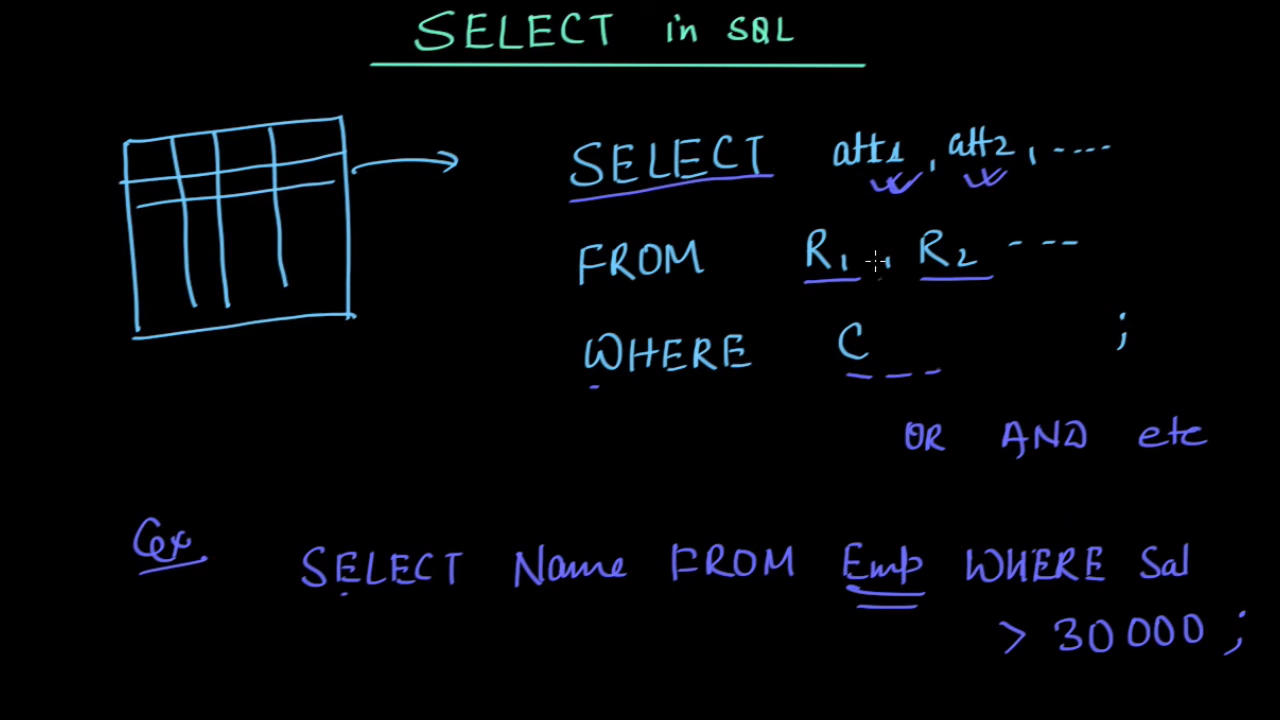 SELECT in SQL
SELECT att1, att2, ....
FROM R1, R2 ---
WHERE C ;
OR AND etc
Ex
SELECT Name FROM Emp WHERE Sal
> 30000 ;